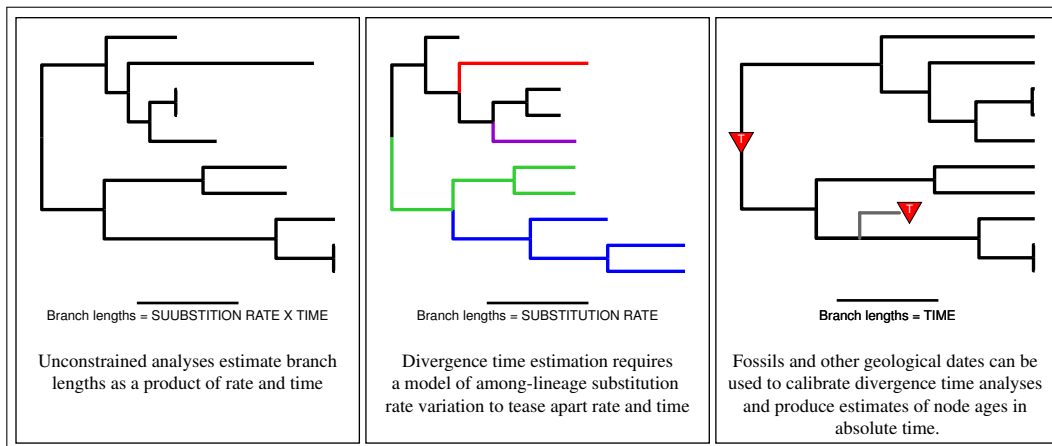 Branch lengths = SUUBSTITION RATE X TIME
Unconstrained analyses estimate branch
lengths as a product of rate and time
Branch lengths = SUBSTITUTION RATE
Divergence time estimation requires
a model of among-lineage substitution
rate variation to tease apart rate and time
T
T
Branch lengths = TIME
Fossils and other geological dates can be
used to calibrate divergence time analyses
and produce estimates of node ages in
absolute time.